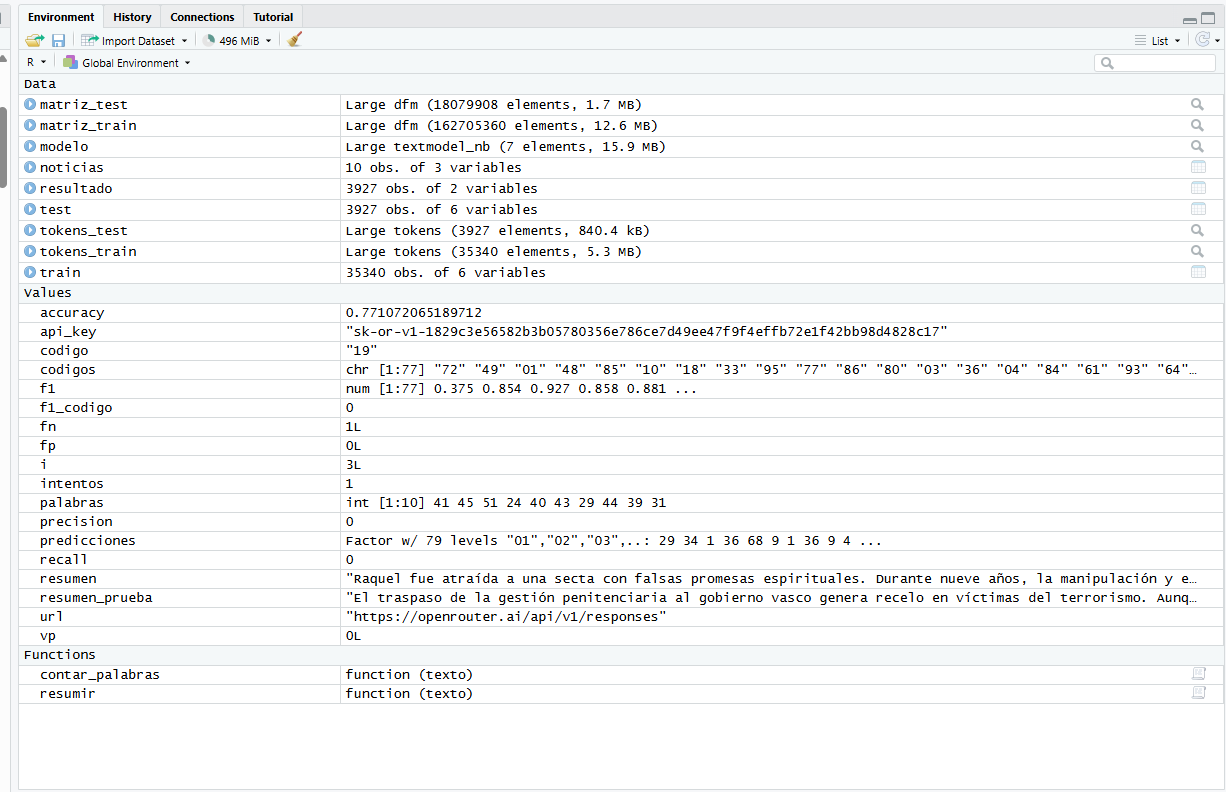 Environment History Connections Tutorial
Import Dataset 496 MiB List
R Global Environment
Data
matriz_test Large dfm (18079908 elements, 1.7 MB)
matriz_train Large dfm (162705360 elements, 12.6 MB)
modelo Large textmodel_nb (7 elements, 15.9 MB)
noticias 10 obs. of 3 variables
resultado 3927 obs. of 2 variables
test 3927 obs. of 6 variables
tokens_test Large tokens (3927 elements, 840.4 kB)
tokens_train Large tokens (35340 elements, 5.3 MB)
train 35340 obs. of 6 variables
Values
accuracy 0.771072065189712
api_key "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"
codigo "19"
codigos chr [1:77] "72" "49" "01" "48" "85" "10" "18" "33" "95" "77" "86" "80" "03" "36" "04" "84" "61" "93" "64"…
f1 num [1:77] 0.375 0.854 0.927 0.858 0.881 ...
f1_codigo 0
fn 1L
fp 0L
i 3L
intentos 1
palabras int [1:10] 41 45 51 24 40 43 29 44 39 31
precision 0
predicciones Factor w/ 79 levels "01","02","03",..: 29 34 1 36 68 9 1 36 9 4 ...
recall 0
resumen "Raquel fue atraída a una secta con falsas promesas espirituales. Durante nueve años, la manipulación y e…
resumen_prueba "El traspaso de la gestión penitenciaria al gobierno vasco genera recelo en víctimas del terrorismo. Aunq…
url "https://openrouter.ai/api/v1/responses"
vp 0L
Functions
contar_palabras function (texto)
resumir function (texto)